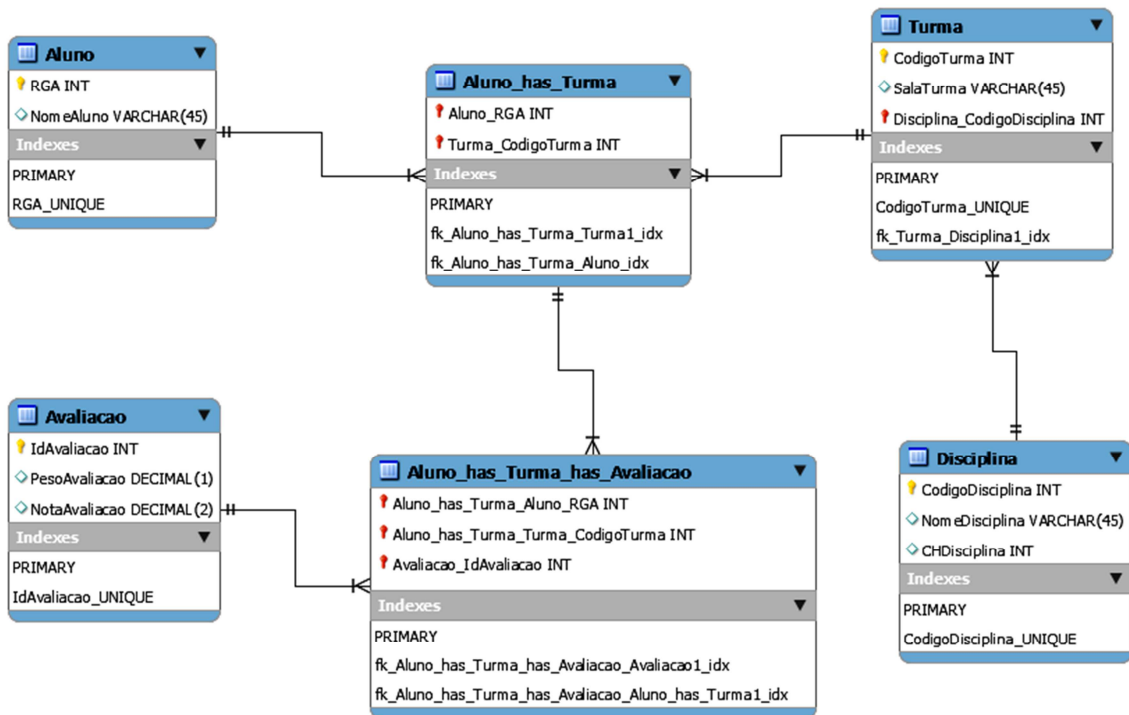 Aluno
RGA INT
NomeAluno VARCHAR(45)
Indexes
PRIMARY
RGA_UNIQUE
Aluno_has_Turma
Aluno_RGA INT
Turma_CodigoTurma INT
Indexes
PRIMARY
fk_Aluno_has_Turma_Turma1_idx
fk_Aluno_has_Turma_Aluno_idx
Turma
CodigoTurma INT
SalaTurma VARCHAR(45)
Disciplina_CodigoDisciplina INT
Indexes
PRIMARY
CodigoTurma_UNIQUE
fk_Turma_Disciplina1_idx
Avaliacao
IdAvaliacao INT
PesoAvaliacao DECIMAL(1)
NotaAvaliacao DECIMAL(2)
Indexes
PRIMARY
IdAvaliacao_UNIQUE
Aluno_has_Turma_has_Avaliacao
Aluno_has_Turma_Aluno_RGA INT
Aluno_has_Turma_Turma_CodigoTurma INT
Avaliacao_IdAvaliacao INT
Indexes
PRIMARY
fk_Aluno_has_Turma_has_Avaliacao_Avaliacao1_idx
fk_Aluno_has_Turma_has_Avaliacao_Aluno_has_Turma1_idx
Disciplina
CodigoDisciplina INT
NomeDisciplina VARCHAR(45)
CHDisciplina INT
Indexes
PRIMARY
CodigoDisciplina_UNIQUE